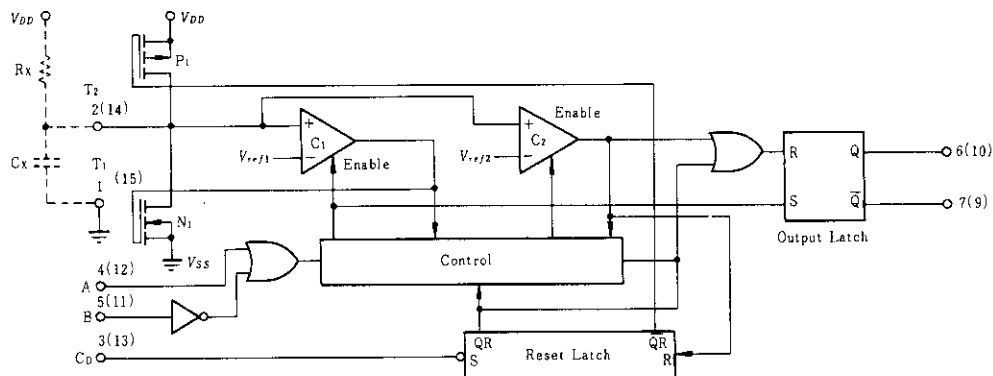 VDD
VDD
Rx
P1
T2
2(14)
Enable
+
C1
−
Vref1
Enable
+
C2
−
Vref2
Cx
T1
1
(15)
N1
VSS
R
Q
6(10)
S
Q̅
7(9)
Output Latch
4(12)
A
5(11)
B
Control
3(13)
CD
QR
Q̅R̅
S
Reset Latch
R